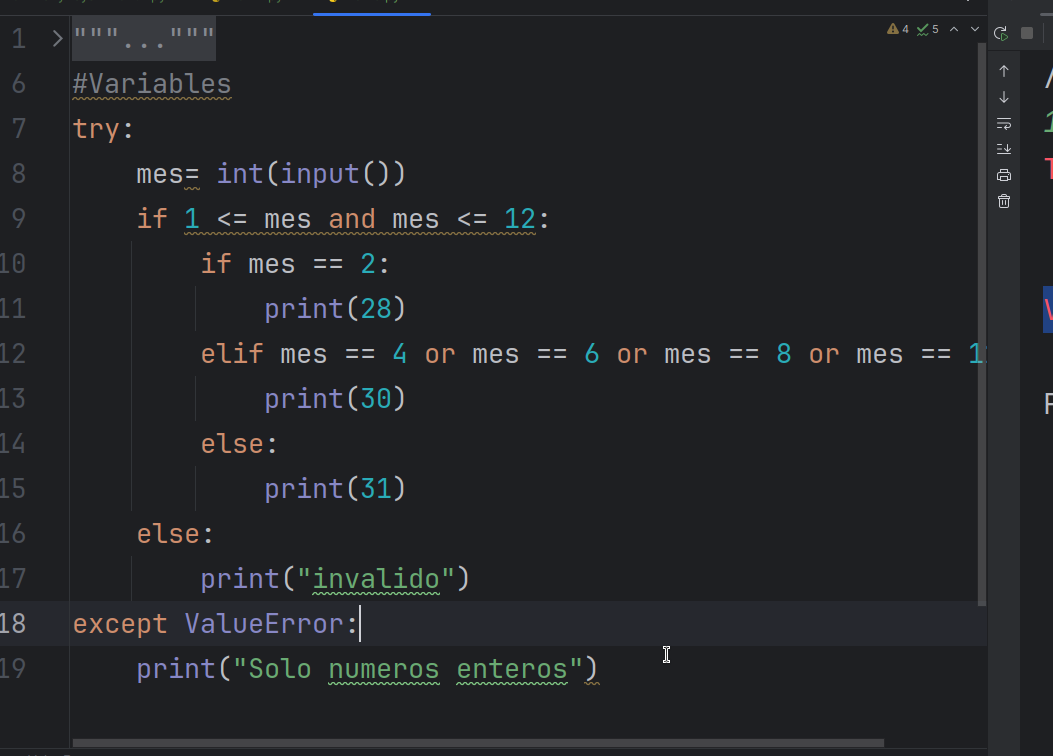 4 5
1 """..."""
6 #Variables
7 try:
8 mes= int(input())
9 if 1 <= mes and mes <= 12:
10 if mes == 2:
11 print(28)
12 elif mes == 4 or mes == 6 or mes == 8 or mes ==
13 print(30)
14 else:
15 print(31)
16 else:
17 print("invalido")
18 except ValueError:
19 print("Solo numeros enteros")